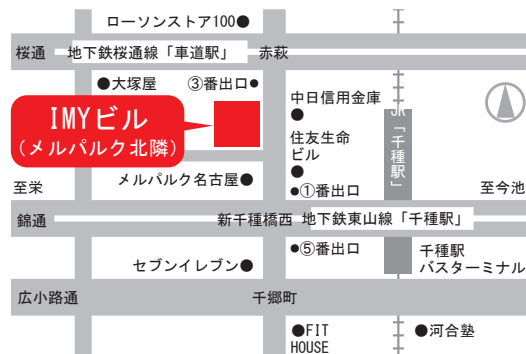 ローソンストア100●
桜通
地下鉄桜通線「車道駅」
赤萩
●大塚屋
③番出口●
IMYビル
(メルパルク北隣)
中日信用金庫
●
住友生命
ビル
●
JR「千種駅」
メルパルク名古屋●
●①番出口
至栄
至今池
錦通
新千種橋西
地下鉄東山線「千種駅」
●⑤番出口
千種駅
バスターミナル
セブンイレブン●
広小路通
千郷町
●FIT
HOUSE
●河合塾